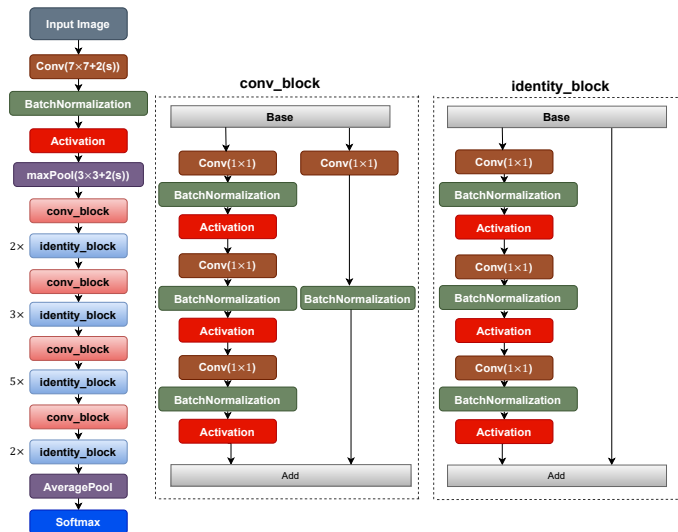 Input Image
Conv(7×7+2(s))
BatchNormalization
Activation
maxPool(3×3+2(s))
conv_block
2× identity_block
conv_block
3× identity_block
conv_block
5× identity_block
conv_block
2× identity_block
AveragePool
Softmax
conv_block
Base
Conv(1×1) Conv(1×1)
BatchNormalization
Activation
Conv(1×1)
BatchNormalization BatchNormalization
Activation
Conv(1×1)
BatchNormalization
Activation
Add
identity_block
Base
Conv(1×1)
BatchNormalization
Activation
Conv(1×1)
BatchNormalization
Activation
Conv(1×1)
BatchNormalization
Activation
Add